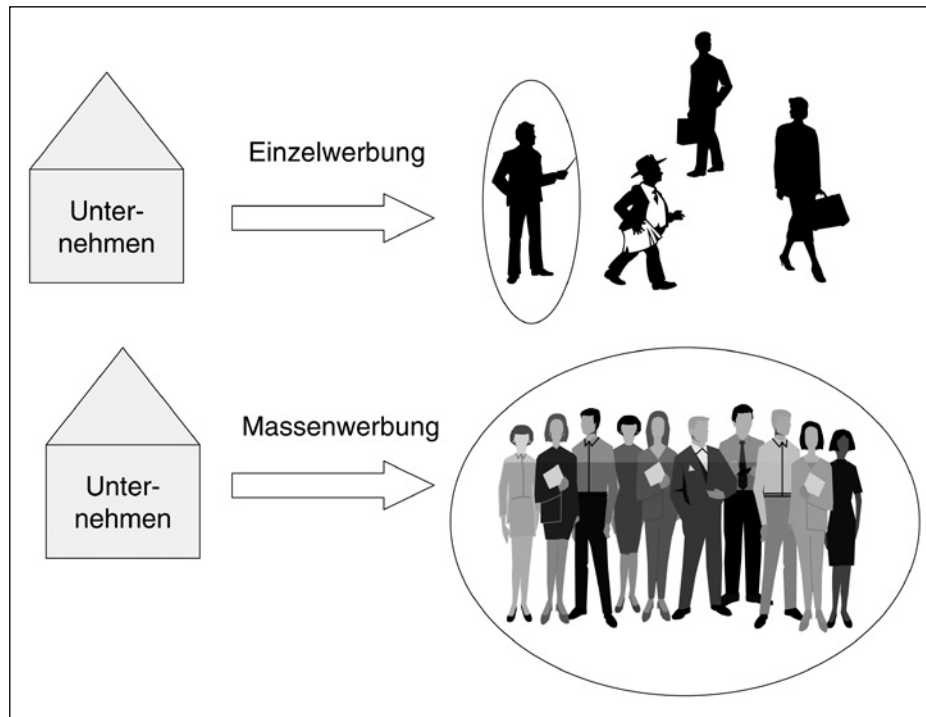 Einzelwerbung
Unter-
nehmen
Massenwerbung
Unter-
nehmen